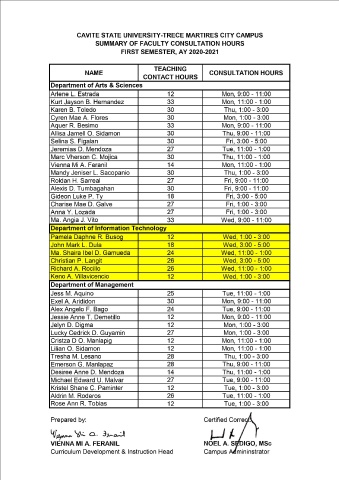 CAVITE STATE UNIVERSITY-TRECE MARTIRES CITY CAMPUS
SUMMARY OF FACULTY CONSULTATION HOURS
FIRST SEMESTER, AY 2020-2021
NAME TEACHING CONTACT HOURS CONSULTATION HOURS
Department of Arts & Sciences
Arlene L. Estrada 12 Mon, 9:00 - 11:00
Kurt Jayson B. Hernandez 33 Mon, 11:00 - 1:00
Karen B. Toledo 30 Thu, 1:00 - 3:00
Cyren Mae A. Flores 30 Mon, 1:00 - 3:00
Aquer R. Besimo 33 Mon, 9:00 - 11:00
Allisa Jamell O. Sidamon 30 Thu, 9:00 - 11:00
Selina S. Figalan 30 Fri, 3:00 - 5:00
Jeremias D. Mendoza 27 Tue, 11:00 - 1:00
Marc Vherson C. Mojica 30 Thu, 11:00 - 1:00
Vienna Mi A. Feranil 14 Mon, 11:00 - 1:00
Mandy Jeniser L. Sacopanio 30 Thu, 1:00 - 3:00
Roldan H. Sarreal 27 Fri, 9:00 - 11:00
Alexis D. Tumbagahan 30 Fri, 9:00 - 11:00
Gideon Luke P. Ty 18 Fri, 3:00 - 5:00
Charise Mae D. Galve 27 Fri, 1:00 - 3:00
Anna Y. Lozada 27 Fri, 1:00 - 3:00
Ma. Angia J. Vito 33 Wed, 9:00 - 11:00
Department of Information Technology
Pamela Daphne R. Busog 12 Wed, 1:00 - 3:00
John Mark L. Dula 18 Wed, 3:00 - 5:00
Ma. Shaira Ibel D. Gamueda 24 Wed, 11:00 - 1:00
Christian P. Langit 26 Wed, 3:00 - 5:00
Richard A. Rocillo 26 Wed, 11:00 - 1:00
Keno A. Villavicencio 12 Wed, 1:00 - 3:00
Department of Management
Jess M. Aquino 25 Tue, 11:00 - 1:00
Exel A. Arididon 30 Mon, 9:00 - 11:00
Alex Angelo F. Bago 24 Tue, 9:00 - 11:00
Jessie Anne T. Demetillo 12 Mon, 9:00 - 11:00
Jelyn D. Digma 12 Mon, 1:00 - 3:00
Lucky Cedrick D. Guyamin 27 Mon, 1:00 - 3:00
Cristza D O. Manlapig 12 Mon, 11:00 - 1:00
Lilian O. Sidamon 12 Mon, 11:00 - 1:00
Tresha M. Lesano 28 Thu, 1:00 - 3:00
Emerson G. Manlapaz 28 Thu, 9:00 - 11:00
Desiree Anne D. Mendoza 14 Thu, 11:00 - 1:00
Michael Edward U. Malvar 27 Tue, 9:00 - 11:00
Kristel Shane C. Paminter 12 Tue, 1:00 - 3:00
Aldrin M. Roderos 26 Tue, 11:00 - 1:00
Rose Ann R. Tobias 12 Tue, 1:00 - 3:00
Prepared by: Certified Correct:
VIENNA MI A. FERANIL NOEL A. SEDIGO, MSc
Curriculum Development & Instruction Head Campus Administrator